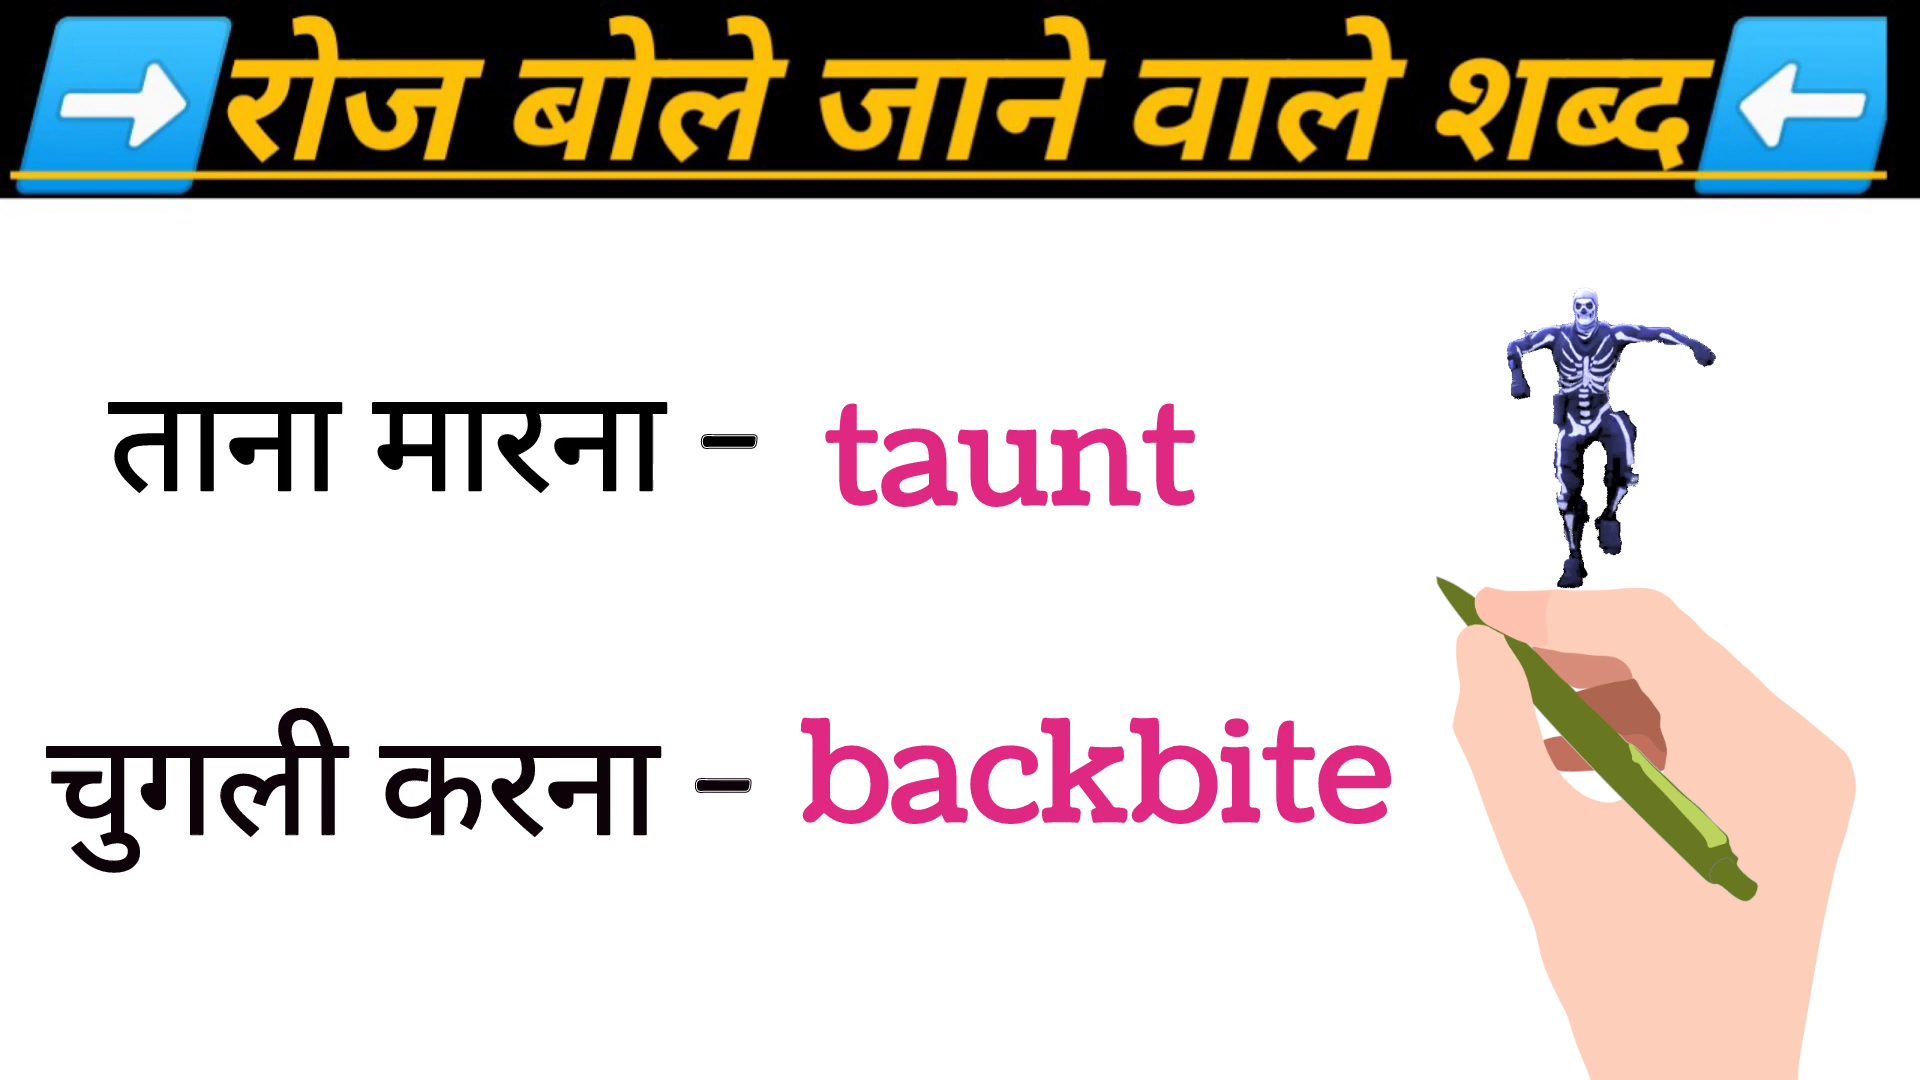 रोज बोले जाने वाले शब्द
ताना मारना - taunt
चुगली करना - backbite